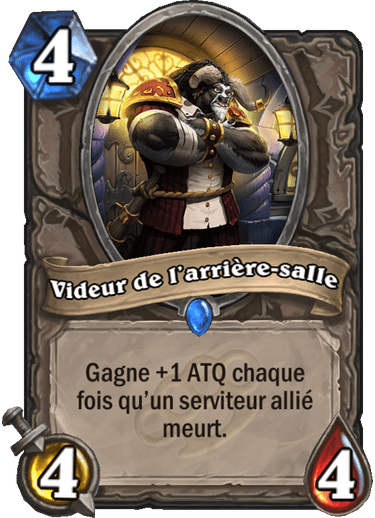 4
Videur de l'arrière-salle
Gagne +1 ATQ chaque
fois qu'un serviteur allié
meurt.
4
4